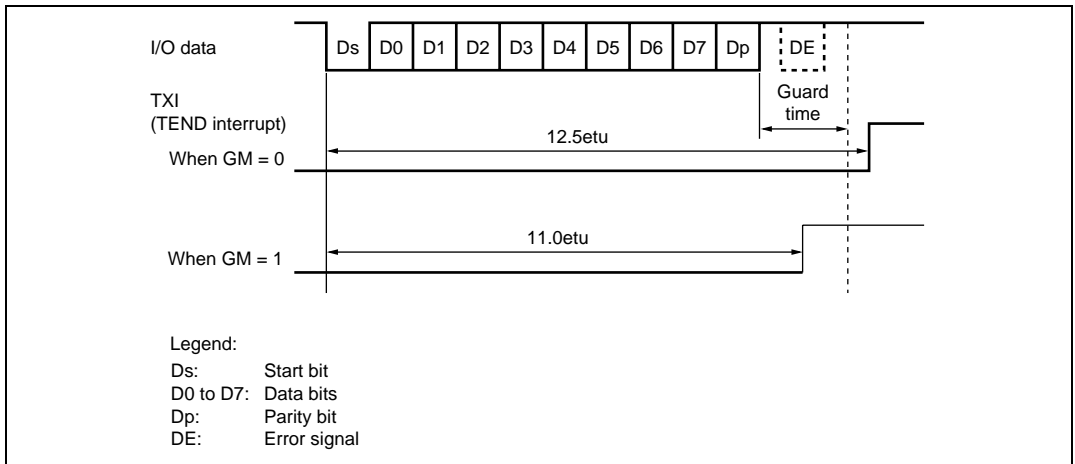 I/O data
Ds D0 D1 D2 D3 D4 D5 D6 D7 Dp DE
Guard
time
TXI
(TEND interrupt)
12.5etu
When GM = 0
11.0etu
When GM = 1
Legend:
Ds: Start bit
D0 to D7: Data bits
Dp: Parity bit
DE: Error signal